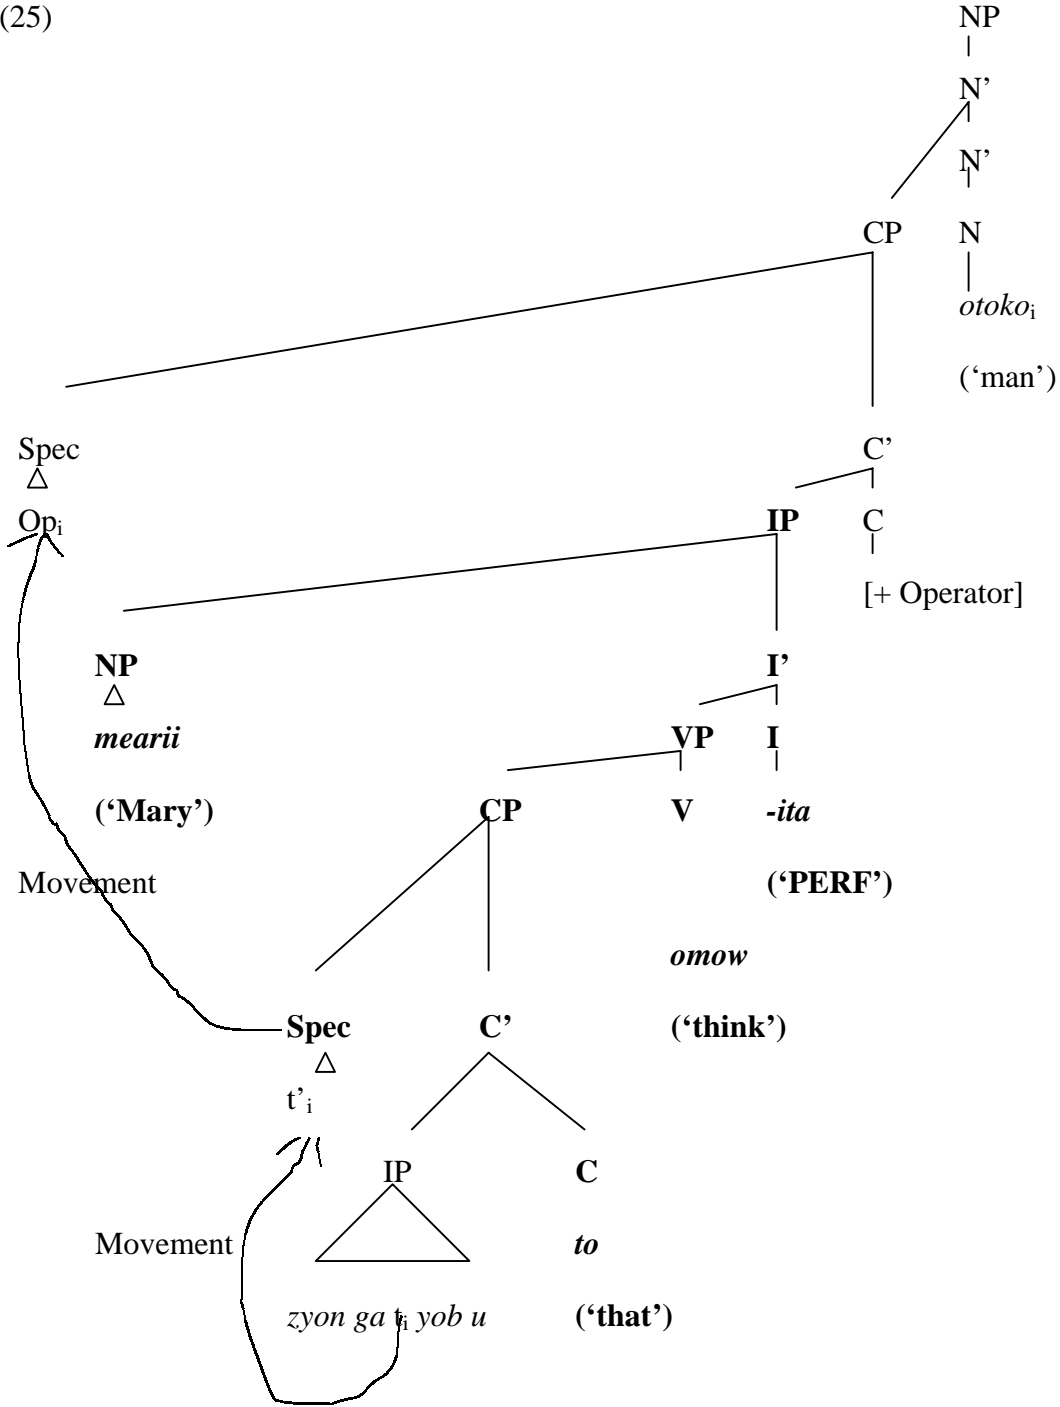 (25) NP
N’
N’
CP N
otokoᵢ
(‘man’)
Spec C’
Opᵢ IP C
[+ Operator]
NP I’
mearii VP I
(‘Mary’) CP V -ita
Movement (‘PERF’)
omow
Spec C’ (‘think’)
t’ᵢ
IP C
Movement to
zyon ga tᵢ yob u (‘that’)